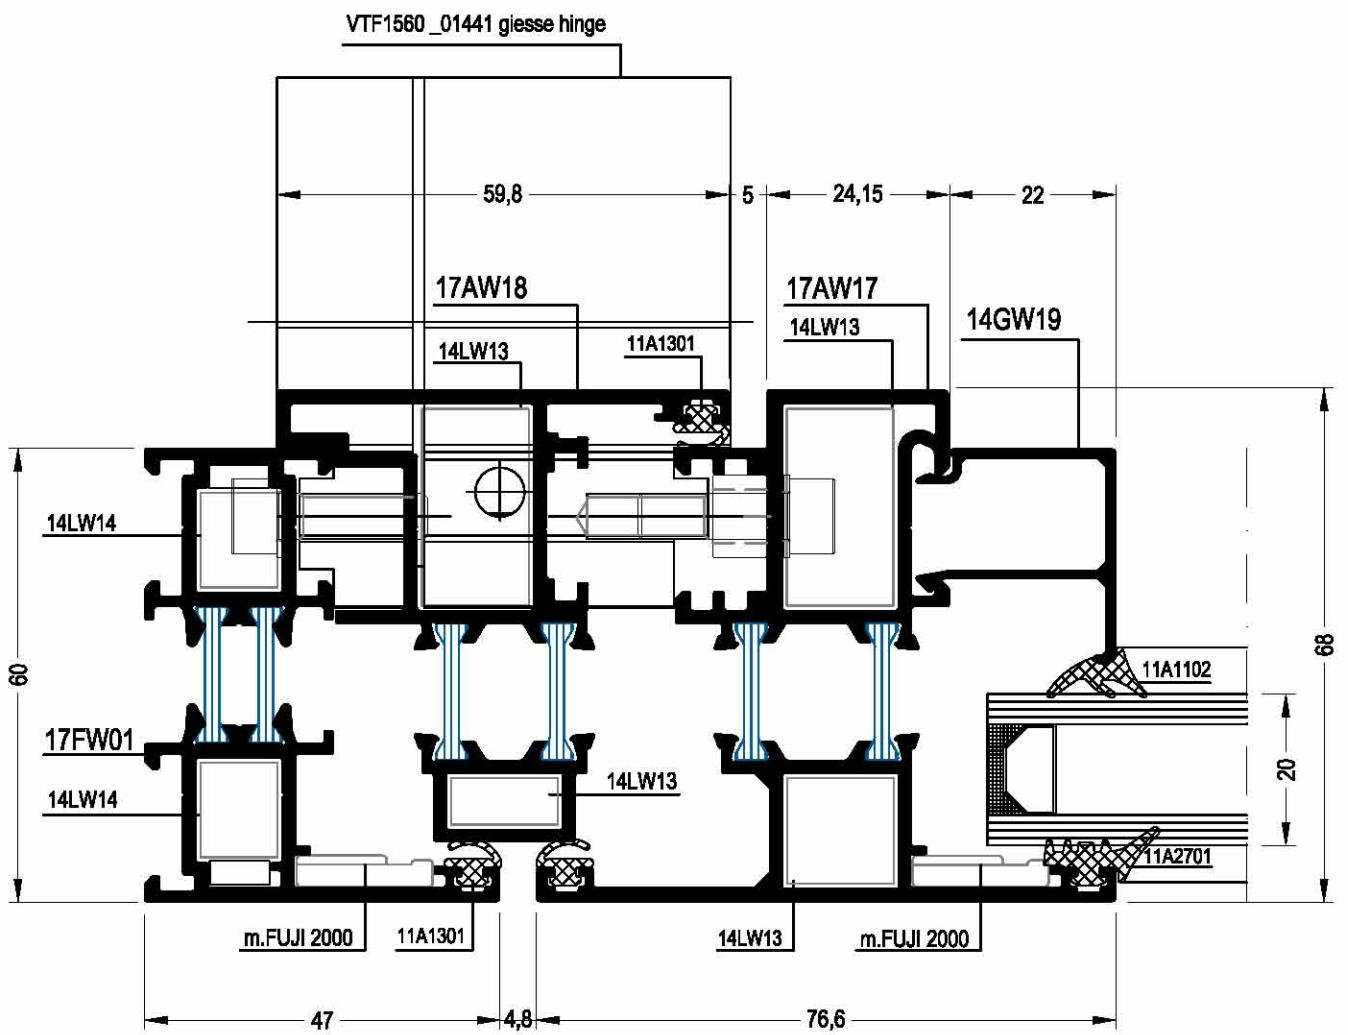 VTF1560 _01441 giesse hinge
59,8
5
24,15
22
17AW18
17AW17
14GW19
14LW13
11A1301
14LW13
14LW14
60
68
11A1102
17FW01
20
14LW14
14LW13
11A2701
m.FUJI 2000
11A1301
14LW13
m.FUJI 2000
47
4,8
76,6